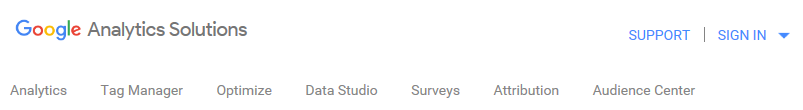 Google Analytics Solutions
SUPPORT | SIGN IN
Analytics Tag Manager Optimize Data Studio Surveys Attribution Audience Center